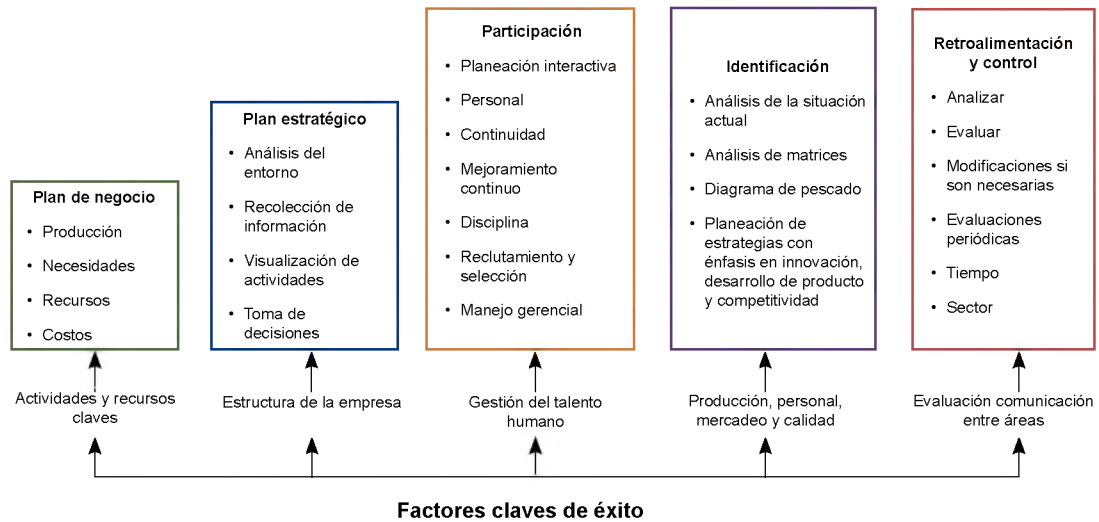 Plan de negocio
• Producción
• Necesidades
• Recursos
• Costos
Actividades y recursos
claves
Plan estratégico
• Análisis del
entorno
• Recolección de
información
• Visualización de
actividades
• Toma de
decisiones
Estructura de la empresa
Participación
• Planeación interactiva
• Personal
• Continuidad
• Mejoramiento
continuo
• Disciplina
• Reclutamiento y
selección
• Manejo gerencial
Gestión del talento
humano
Identificación
• Análisis de la situación
actual
• Análisis de matrices
• Diagrama de pescado
• Planeación de
estrategias con
énfasis en innovación,
desarrollo de producto
y competitividad
Producción, personal,
mercadeo y calidad
Retroalimentación
y control
• Analizar
• Evaluar
• Modificaciones si
son necesarias
• Evaluaciones
periódicas
• Tiempo
• Sector
Evaluación comunicación
entre áreas
Factores claves de éxito